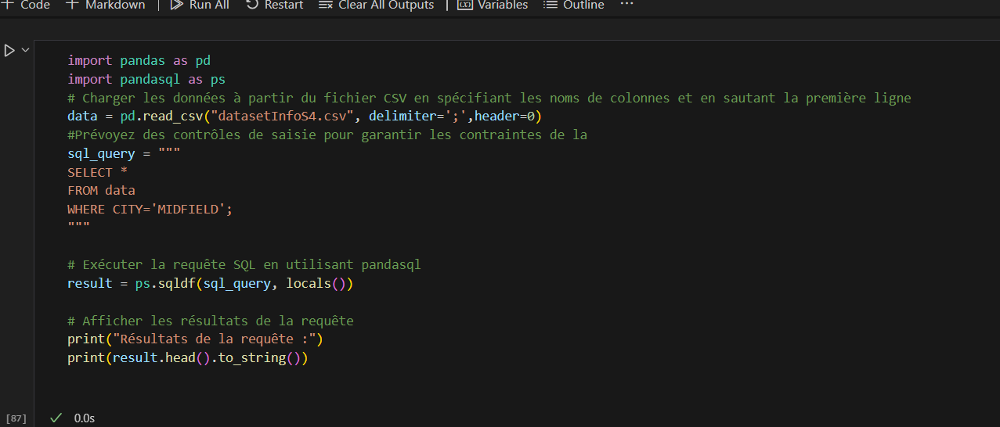 + Code + Markdown | Run All Restart Clear All Outputs | Variables Outline ...
import pandas as pd
import pandasql as ps
# Charger les données à partir du fichier CSV en spécifiant les noms de colonnes et en sautant la première ligne
data = pd.read_csv("datasetInfoS4.csv", delimiter=';',header=0)
#Prévoyez des contrôles de saisie pour garantir les contraintes de la
sql_query = """
SELECT *
FROM data
WHERE CITY='MIDFIELD';
"""
# Exécuter la requête SQL en utilisant pandasql
result = ps.sqldf(sql_query, locals())
# Afficher les résultats de la requête
print("Résultats de la requête :")
print(result.head().to_string())
[87] 0.0s